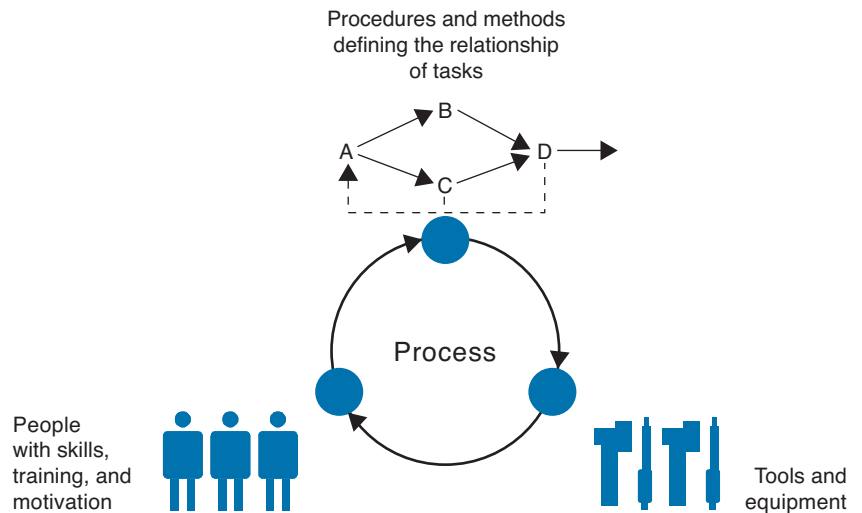 Procedures and methods
defining the relationship
of tasks
B
A
D
C
Process
People
with skills,
training, and
motivation
Tools and
equipment